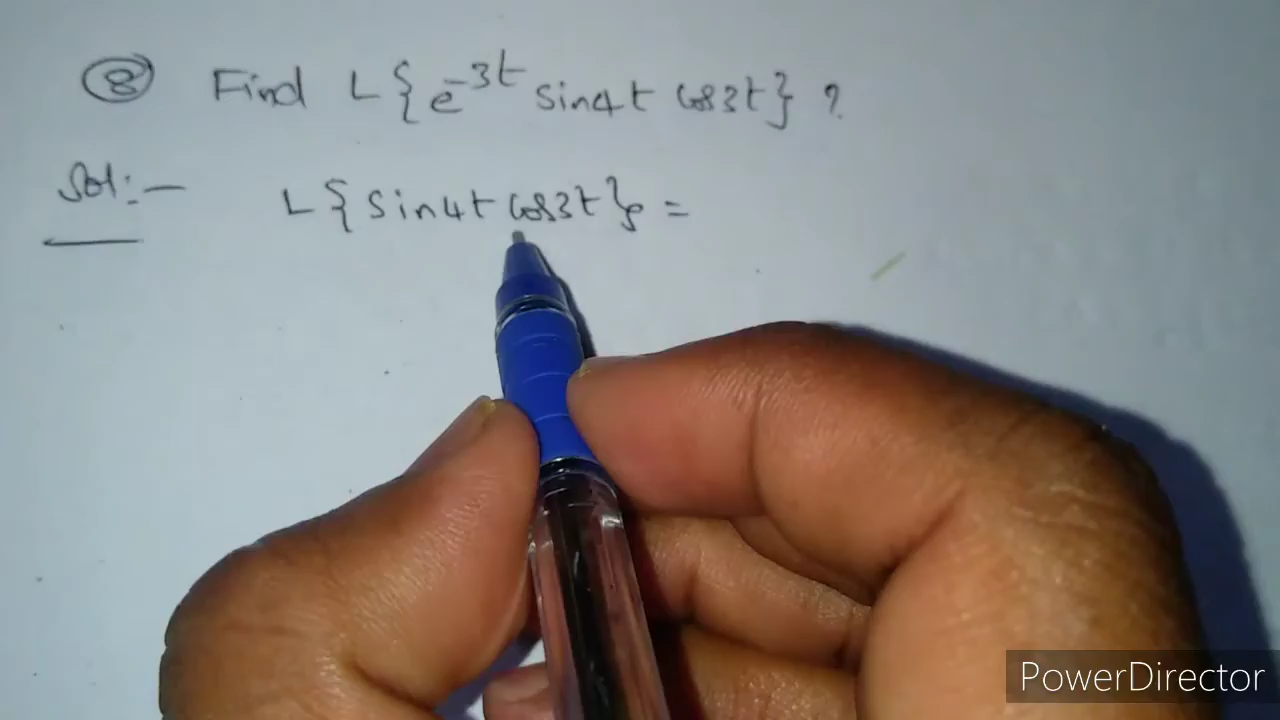 ⑧ Find L{e^-3t sin4t cos3t} ?
Sol:-
L{sin4t cos3t} =
PowerDirector